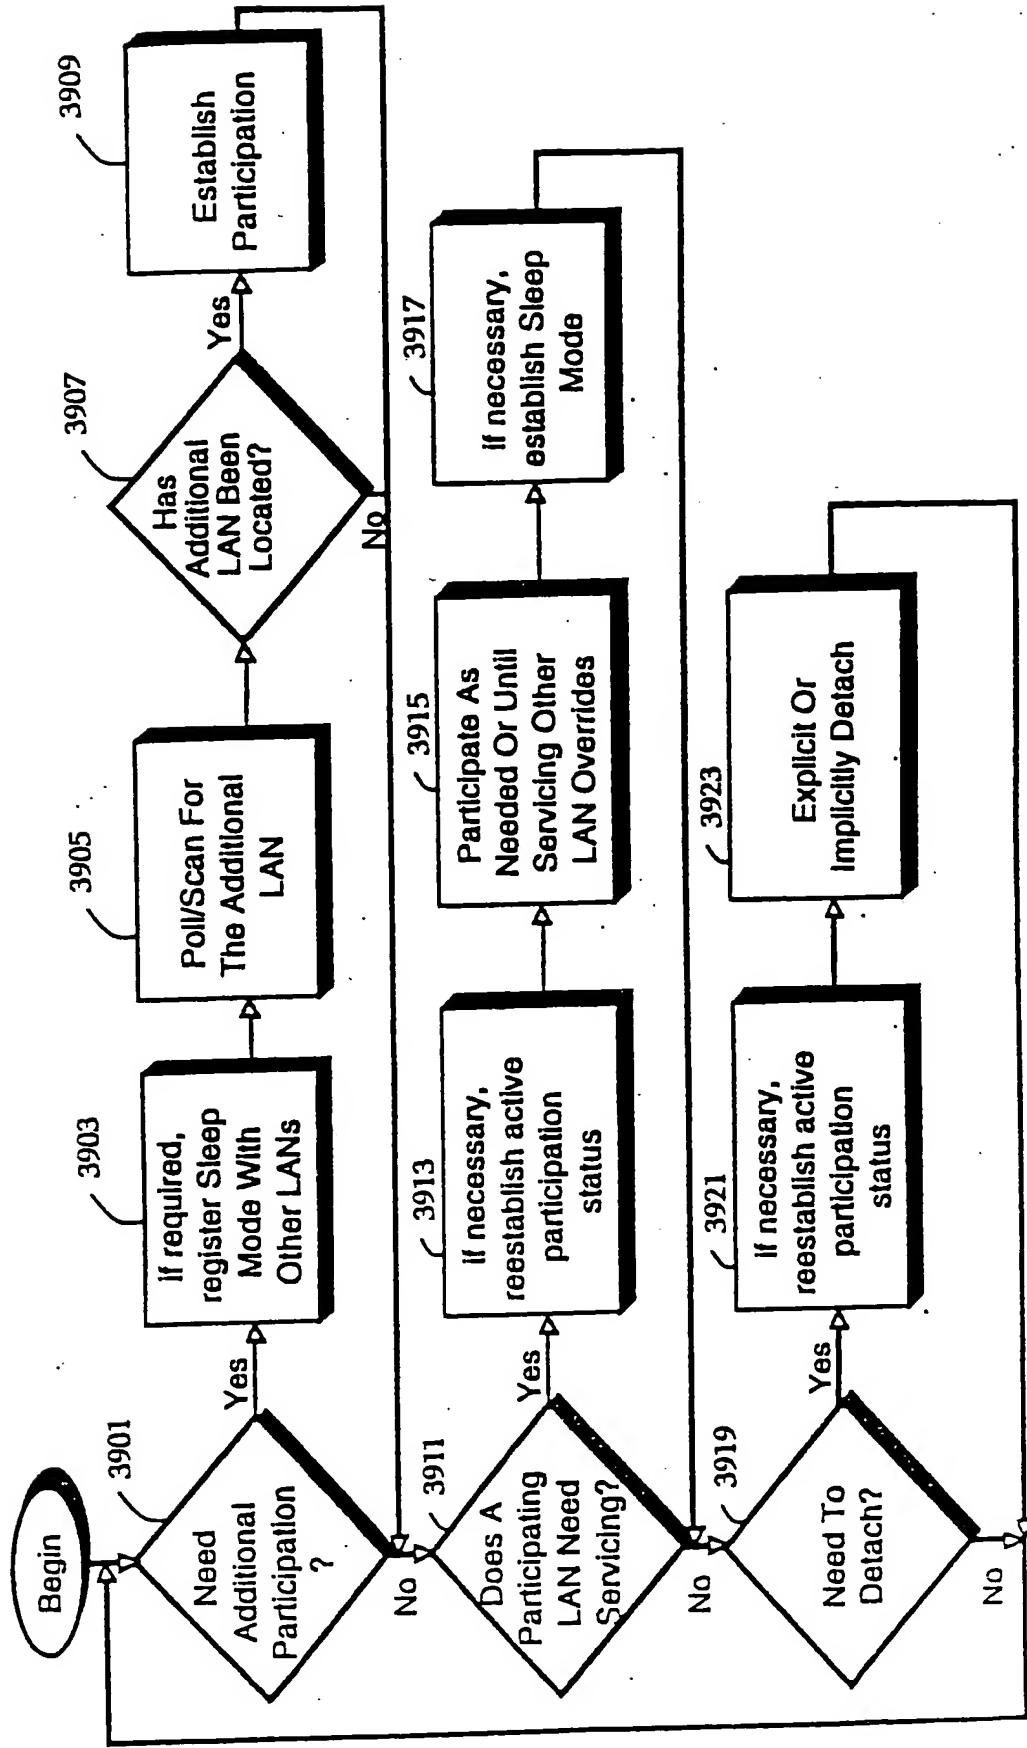 Begin
3901
Need
Additional
Participation
?
Yes
No
3903
If required,
register Sleep
Mode With
Other LANs
3905
Poll/Scan For
The Additional
LAN
3907
Has
Additional
LAN Been
Located?
Yes
No
3909
Establish
Participation
3911
Does A
Participating
LAN Need
Servicing?
Yes
No
3913
If necessary,
reestablish active
participation
status
3915
Participate As
Needed Or Until
Servicing Other
LAN Overrides
3917
If necessary,
establish Sleep
Mode
3919
Need To
Detach?
Yes
No
3921
If necessary,
reestablish active
participation
status
3923
Explicit Or
Implicitly Detach